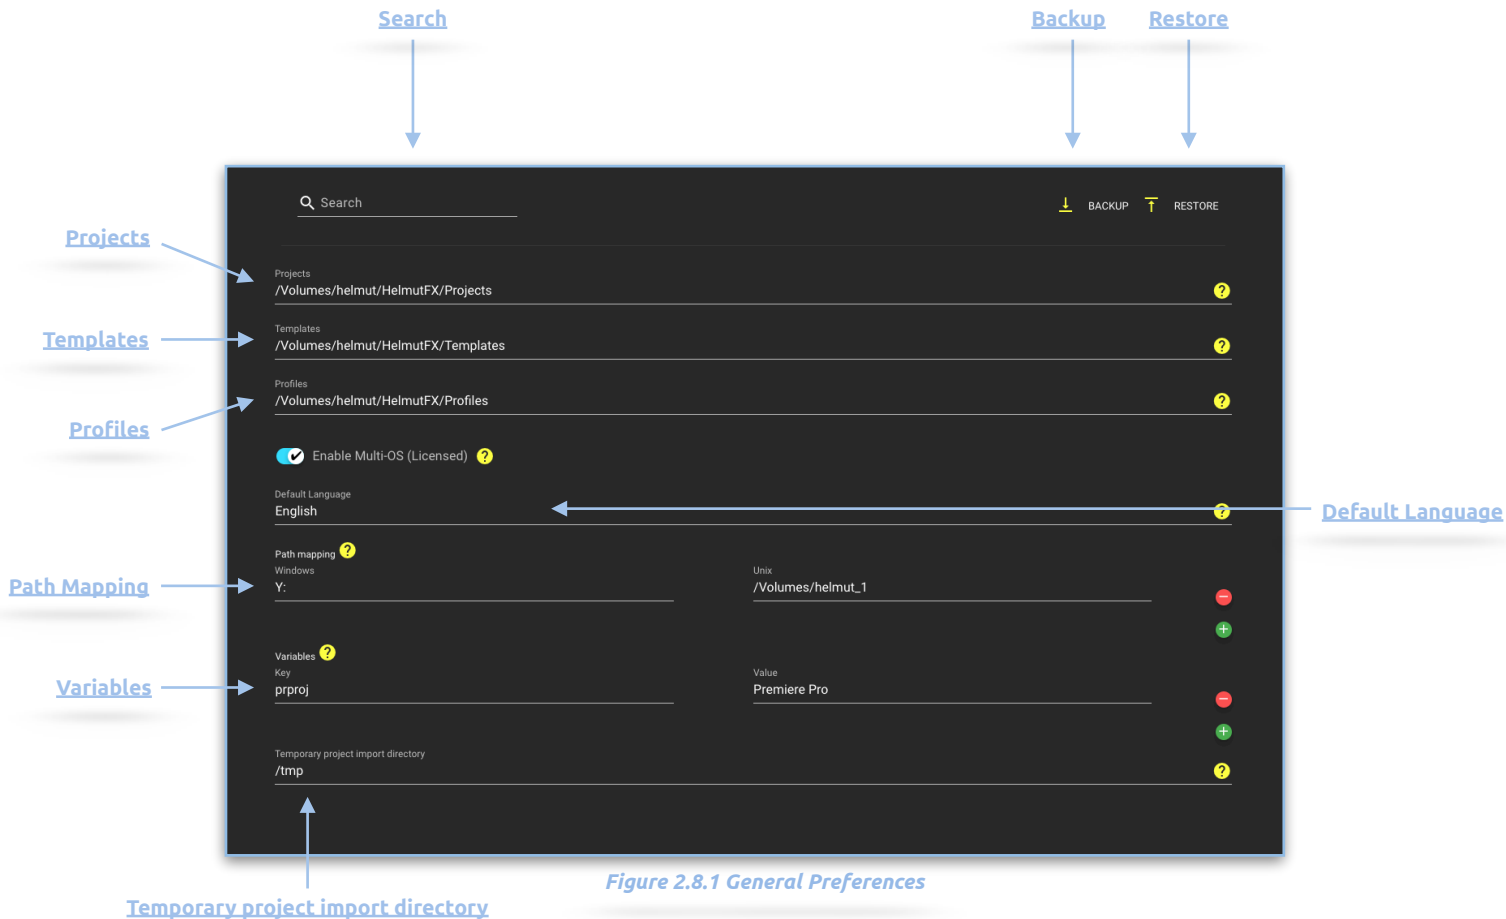 Search
Backup
Restore
Search
BACKUP
RESTORE
Projects
Projects
/Volumes/helmut/HelmutFX/Projects
?
Templates
Templates
/Volumes/helmut/HelmutFX/Templates
?
Profiles
Profiles
/Volumes/helmut/HelmutFX/Profiles
?
Enable Multi-OS (Licensed) ?
Default Language
English
?
Default Language
Path mapping ?
Windows
Unix
Path Mapping
Y:
/Volumes/helmut_1
Variables ?
Key
Value
Variables
prproj
Premiere Pro
Temporary project import directory
/tmp
?
Figure 2.8.1 General Preferences
Temporary project import directory